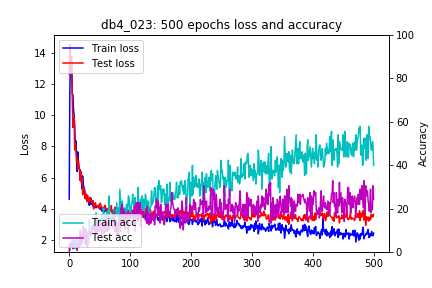 db4_023: 500 epochs loss and accuracy
Train loss
Test loss
Train acc
Test acc
Loss
14
12
10
8
6
4
2
Accuracy
100
80
60
40
20
0
0
100
200
300
400
500